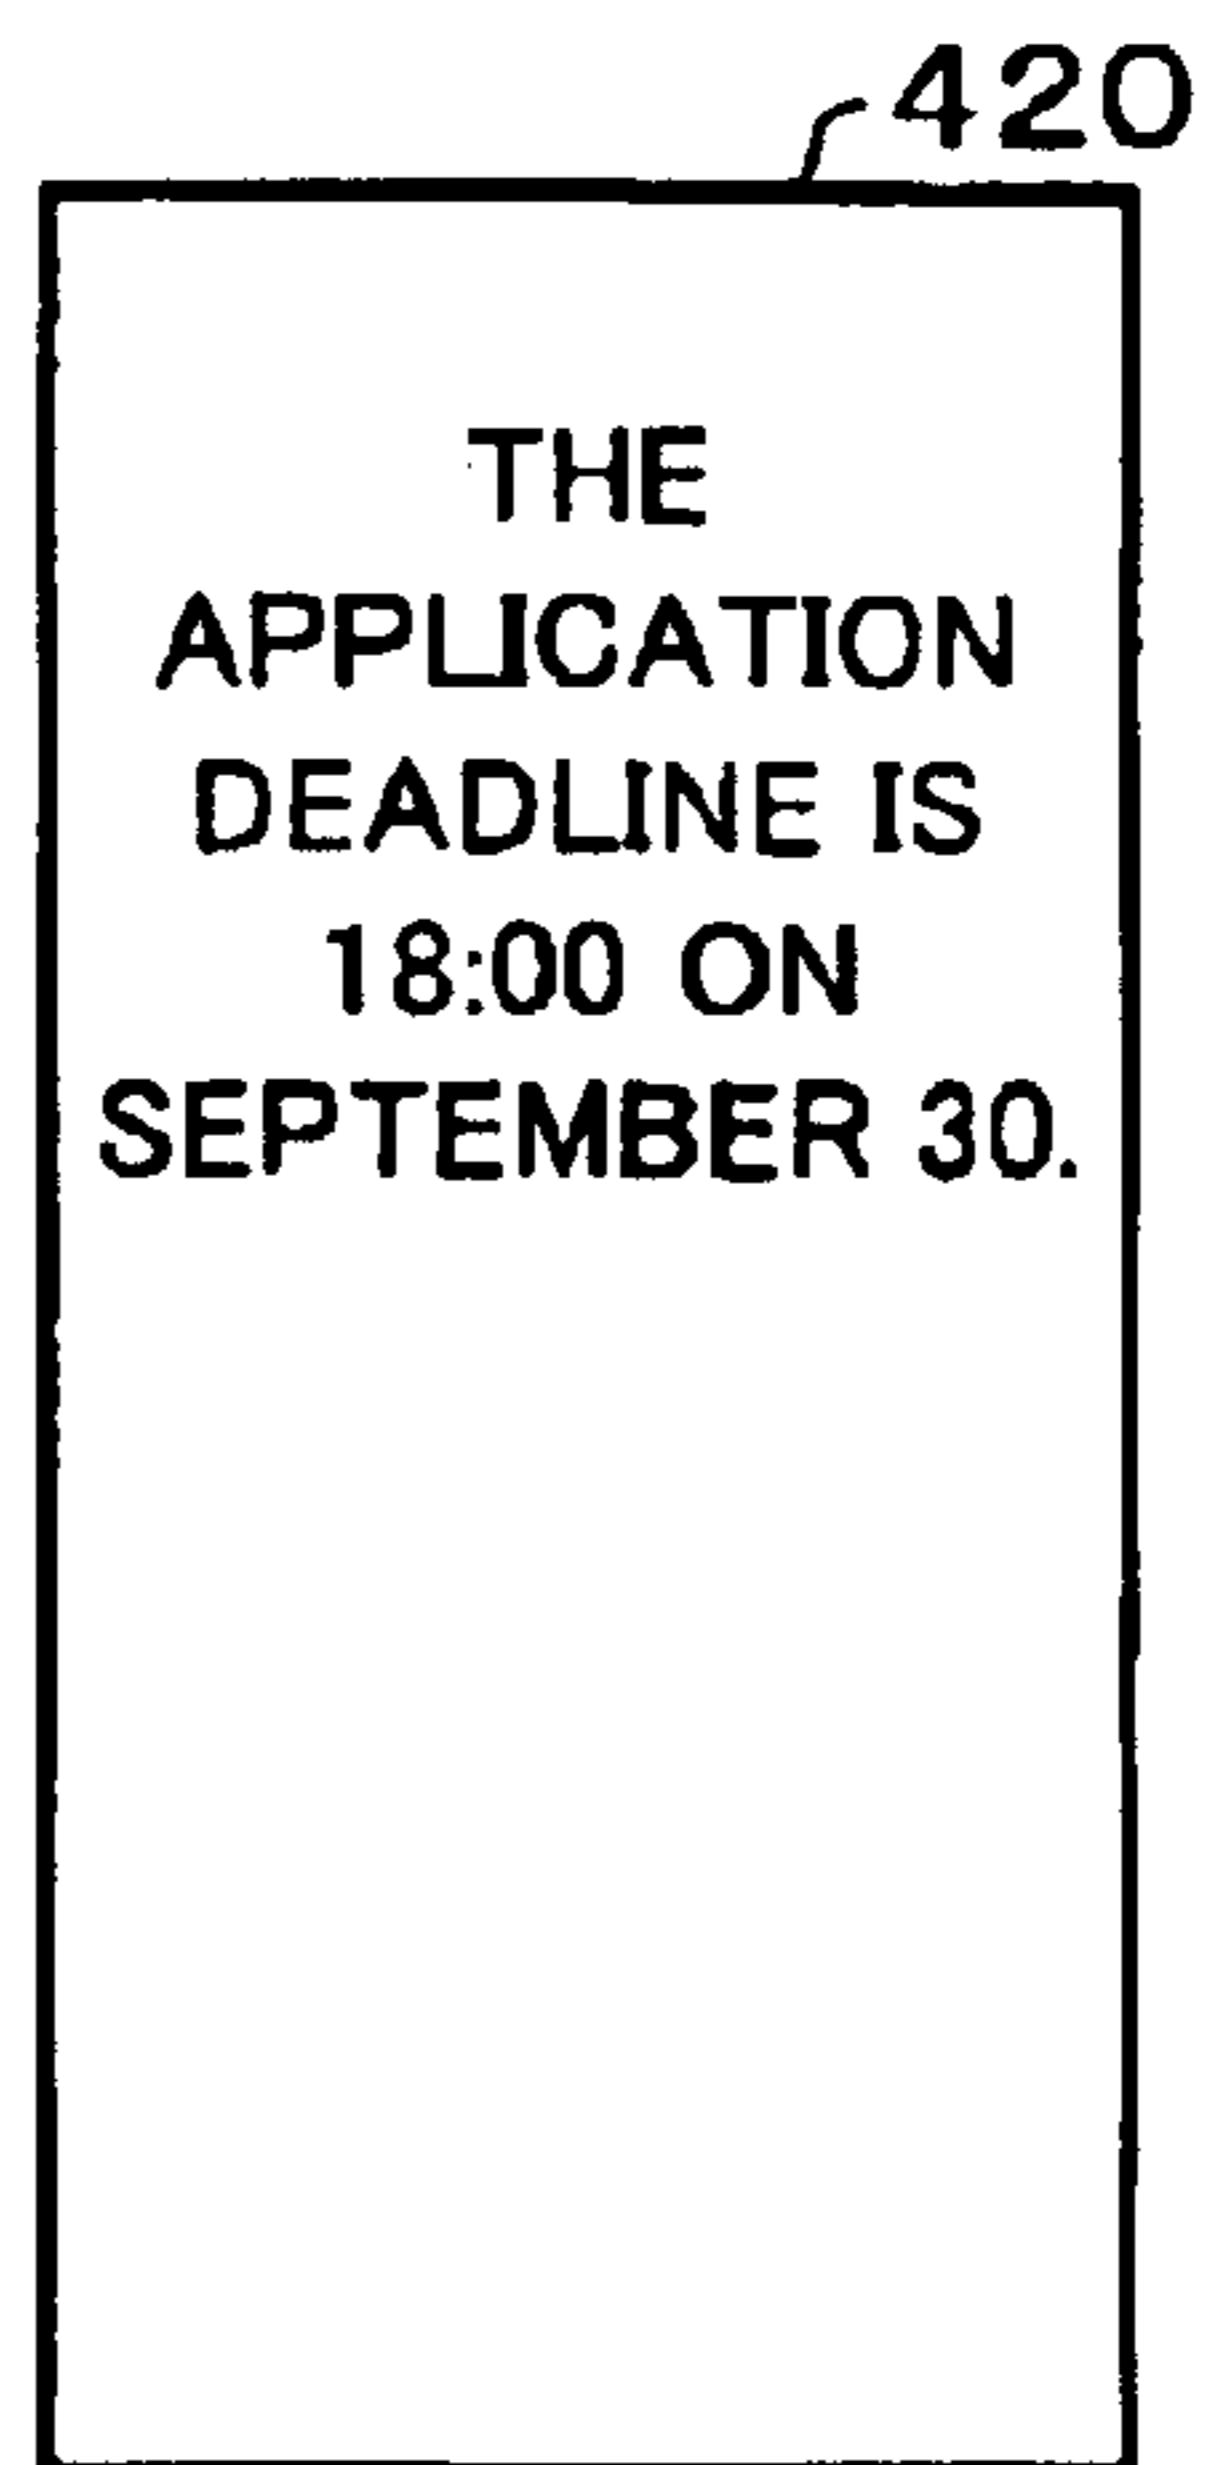 420
THE
APPLICATION
DEADLINE IS
18:00 ON
SEPTEMBER 30.